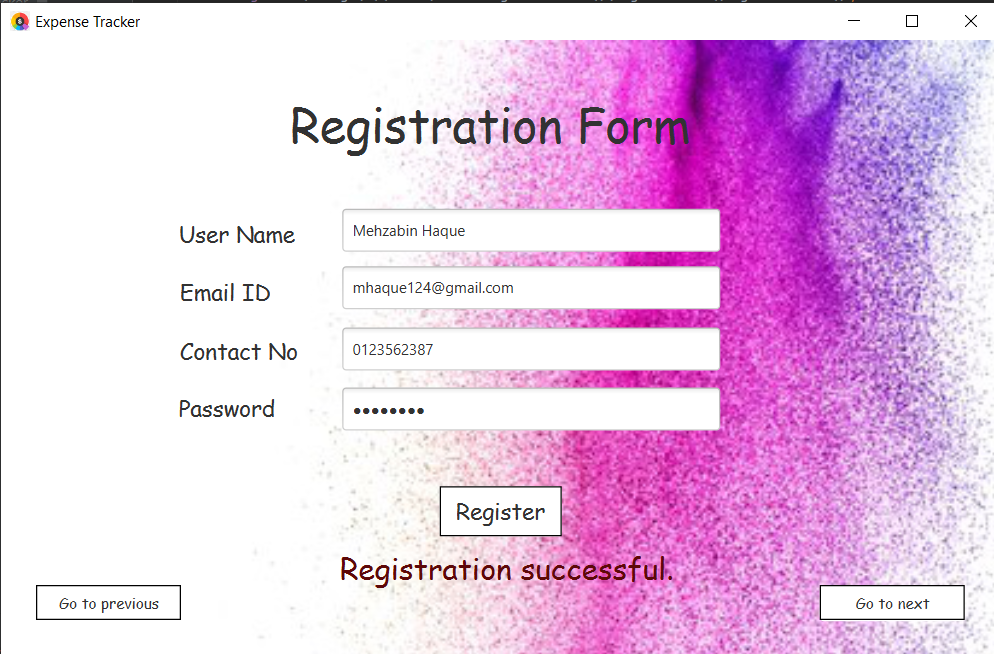 Expense Tracker
Registration Form
User Name Mehzabin Haque
Email ID mhaque124@gmail.com
Contact No 0123562387
Password ••••••••
Register
Registration successful.
Go to previous Go to next